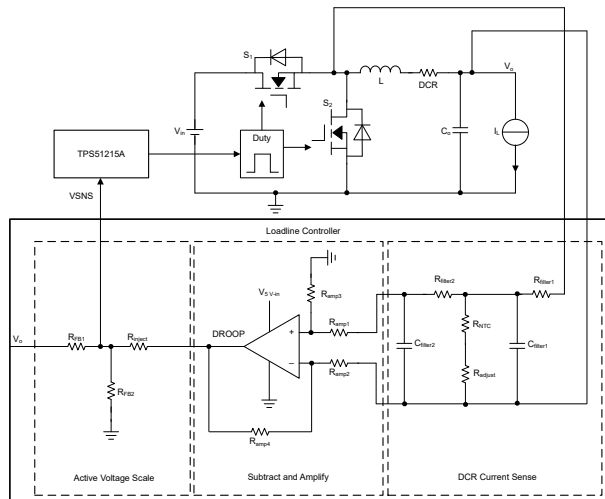 S1
L
DCR
Vo
S2
Vin
Duty
Co
IL
TPS51215A
VSNS
Loadline Controller
V5 V-in
Ramp3
DROOP
Rfilter2
Rfilter1
Vo
RFB1
Rinject
+
Ramp1
Cfilter2
RNTC
Cfilter1
−
Ramp2
Radjust
RFB2
Ramp4
Active Voltage Scale
Subtract and Amplify
DCR Current Sense